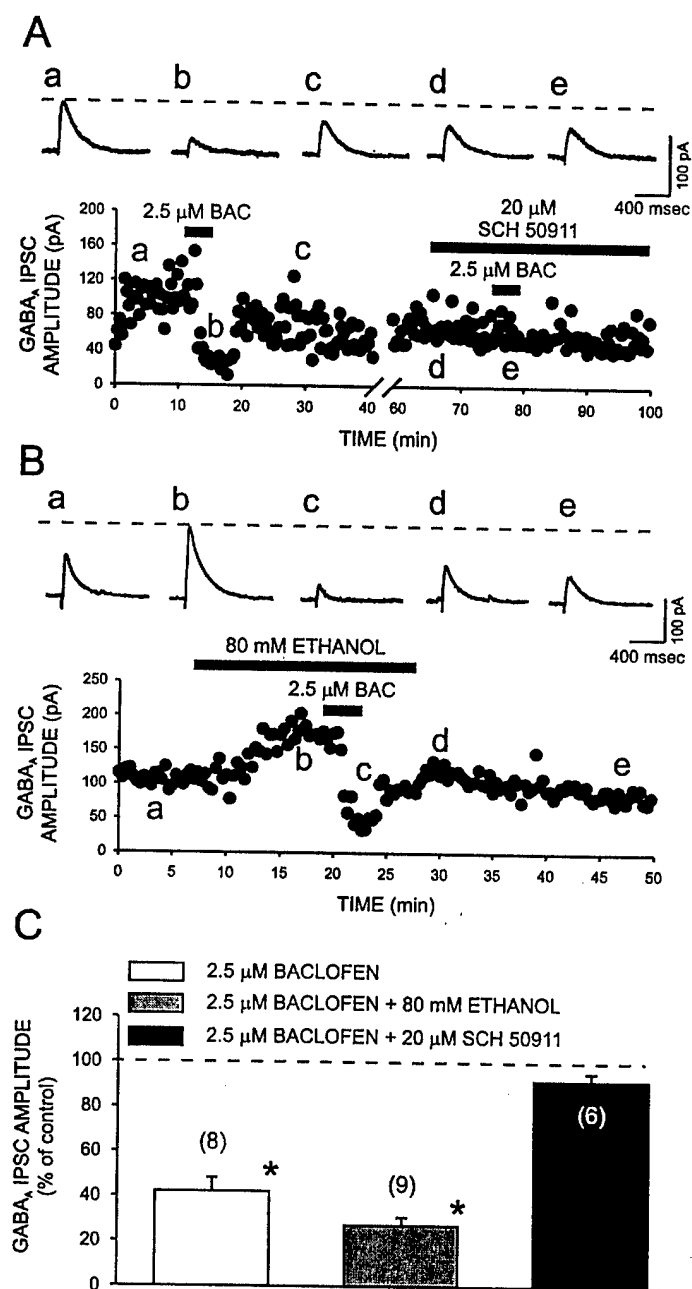 A
a b c d e
100 pA
400 msec
20 μM
2.5 μM BAC SCH 50911
2.5 μM BAC
GABA_A IPSC
AMPLITUDE (pA)
200
160
120
80
40
0
a b c d e
0 10 20 30 40 60 70 80 90 100
TIME (min)
B
a b c d e
100 pA
400 msec
80 mM ETHANOL
2.5 μM BAC
GABA_A IPSC
AMPLITUDE (pA)
250
200
150
100
50
0
a b c d e
0 5 10 15 20 25 30 35 40 45 50
TIME (min)
C
2.5 μM BACLOFEN
2.5 μM BACLOFEN + 80 mM ETHANOL
2.5 μM BACLOFEN + 20 μM SCH 50911
GABA_A IPSC AMPLITUDE
(% of control)
120
100
80
60
40
20
0
(8) * (9) * (6)